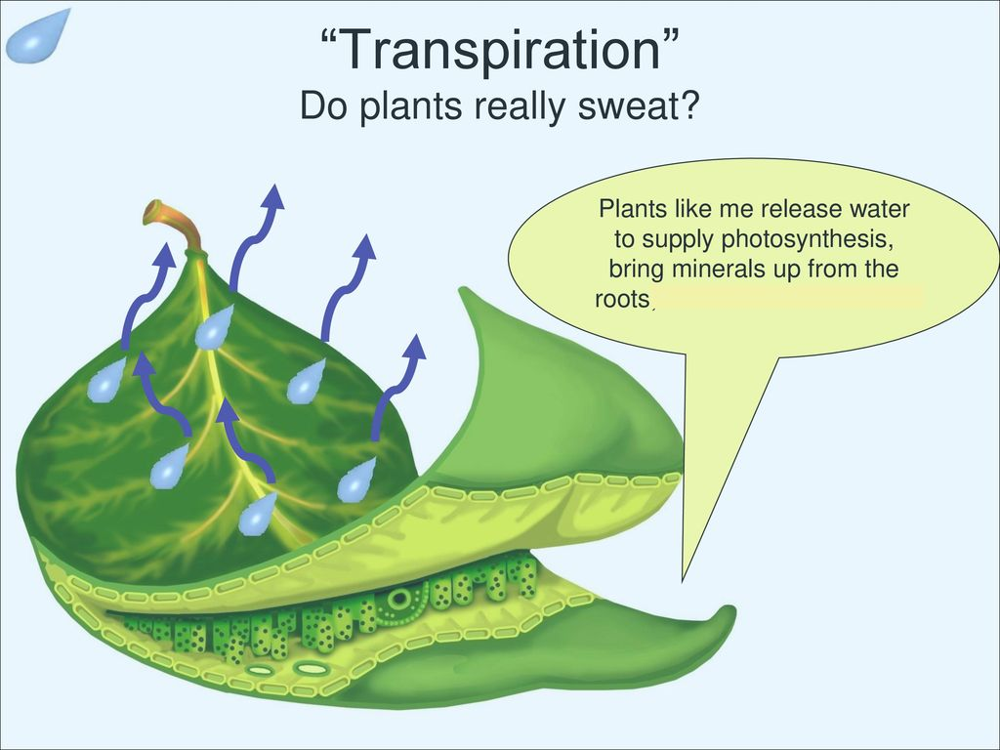 “Transpiration”
Do plants really sweat?
Plants like me release water
to supply photosynthesis,
bring minerals up from the
roots,